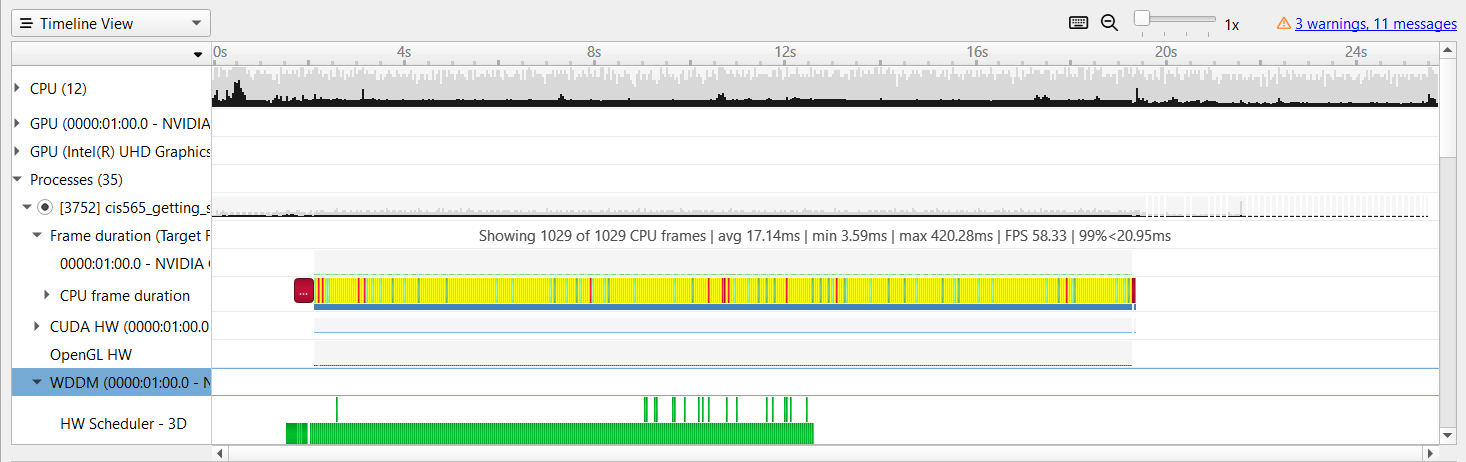 Timeline View
1x
3 warnings, 11 messages
0s 4s 8s 12s 16s 20s 24s
CPU (12)
GPU (0000:01:00.0 - NVIDIA
GPU (Intel(R) UHD Graphics
Processes (35)
[3752] cis565_getting_s
Frame duration (Target F
Showing 1029 of 1029 CPU frames | avg 17.14ms | min 3.59ms | max 420.28ms | FPS 58.33 | 99%<20.95ms
0000:01:00.0 - NVIDIA G
...
CPU frame duration
CUDA HW (0000:01:00.0
OpenGL HW
WDDM (0000:01:00.0 - N
HW Scheduler - 3D